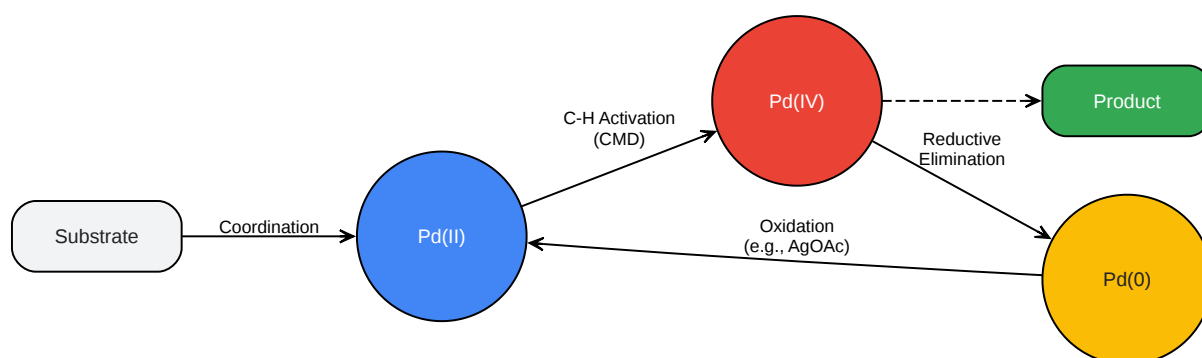 Substrate
Coordination
Pd(II)
C-H Activation
(CMD)
Pd(IV)
Product
Reductive
Elimination
Oxidation
(e.g., AgOAc)
Pd(0)